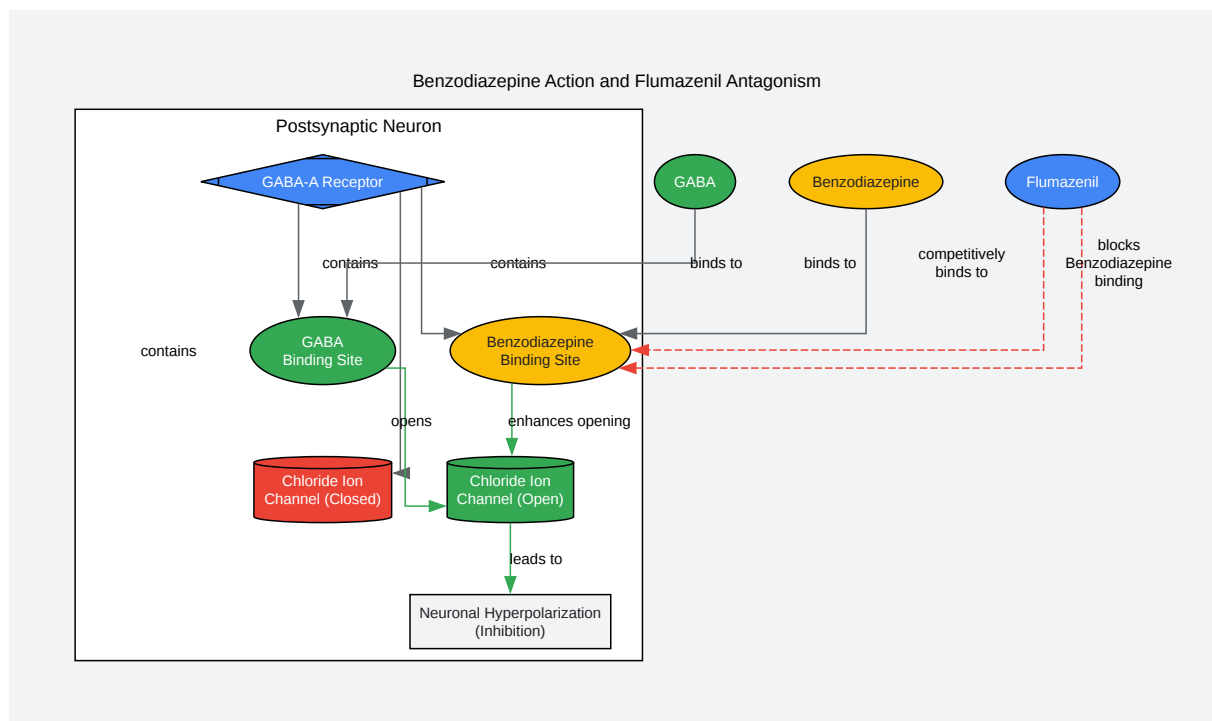 Benzodiazepine Action and Flumazenil Antagonism
Postsynaptic Neuron
GABA-A Receptor
GABA
Benzodiazepine
Flumazenil
contains
contains
binds to
binds to
competitively
binds to
blocks
Benzodiazepine
binding
contains
GABA
Binding Site
Benzodiazepine
Binding Site
opens
enhances opening
Chloride Ion
Channel (Closed)
Chloride Ion
Channel (Open)
leads to
Neuronal Hyperpolarization
(Inhibition)